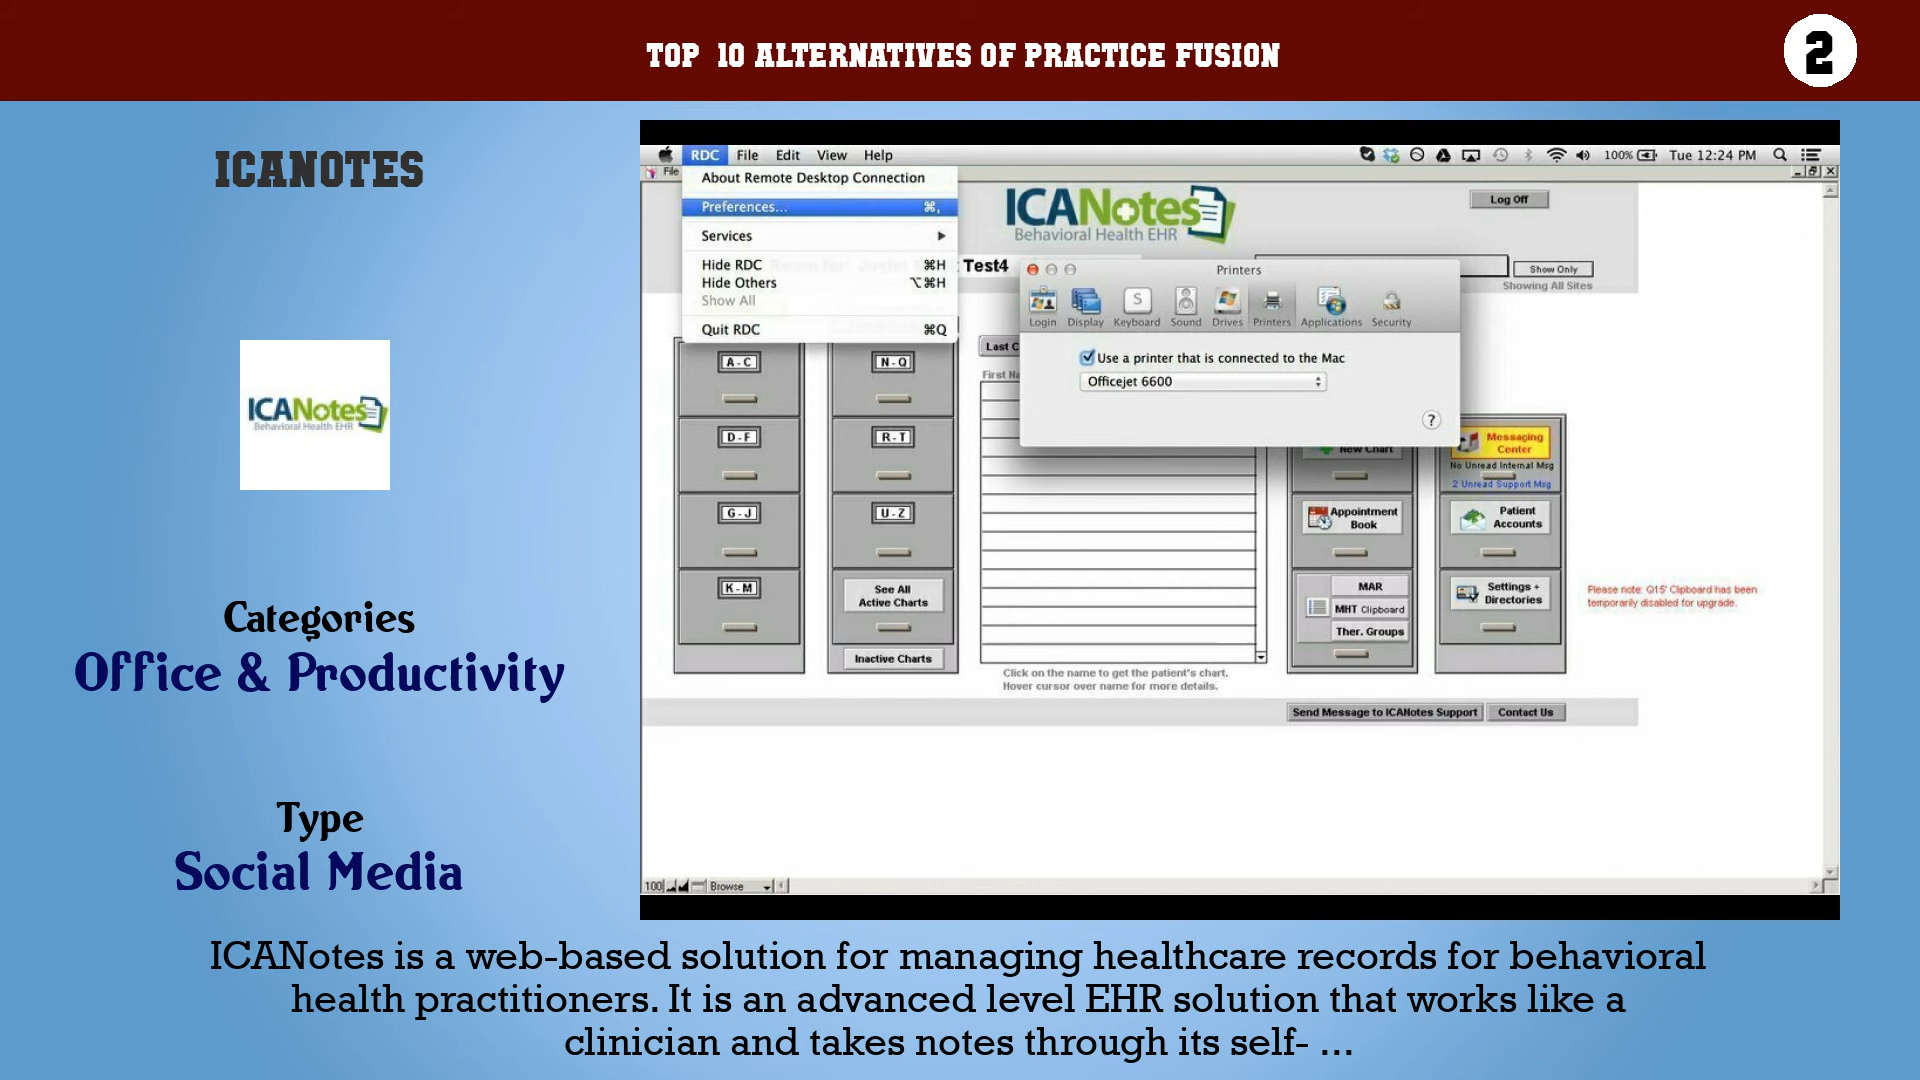 TOP 10 ALTERNATIVES OF PRACTICE FUSION
2
ICANOTES
ICANotes
Behavioral Health EHR
Categories
Office & Productivity
Type
Social Media
RDC File Edit View Help
100% Tue 12:24 PM
File
About Remote Desktop Connection
Preferences... ⌘,
Services
Hide RDC ⌘H
Hide Others ⌥⌘H
Show All
Quit RDC ⌘Q
ICANotes
Behavioral Health EHR
Log Off
Test4
Show Only
Showing All Sites
Printers
Login Display Keyboard Sound Drives Printers Applications Security
Use a printer that is connected to the Mac
Officejet 6600
?
Last C
First Na
A - C
D - F
G - J
K - M
N - Q
R - T
U - Z
See All
Active Charts
Inactive Charts
Click on the name to get the patient's chart.
Hover cursor over name for more details.
New Chart
Appointment
Book
MAR
MHT Clipboard
Ther. Groups
Messaging
Center
No Unread Internal Msg
2 Unread Support Msg
Patient
Accounts
Settings +
Directories
Please note: Q15' Clipboard has been
temporarily disabled for upgrade.
Send Message to ICANotes Support
Contact Us
100
Browse
ICANotes is a web-based solution for managing healthcare records for behavioral
health practitioners. It is an advanced level EHR solution that works like a
clinician and takes notes through its self- ...